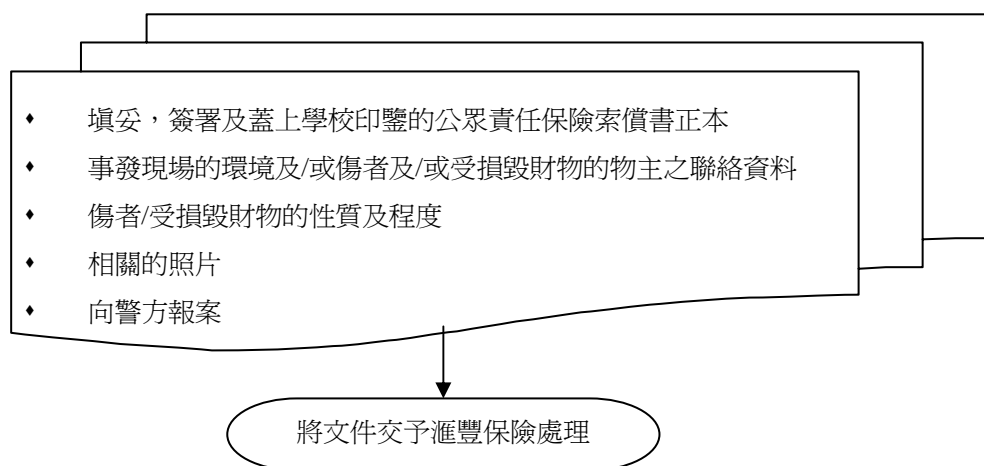 填妥，簽署及蓋上學校印鑒的公眾責任保險索償書正本
事發現場的環境及/或傷者及/或受損毀財物的物主之聯絡資料
傷者/受損毀財物的性質及程度
相關的照片
向警方報案
將文件交予滙豐保險處理